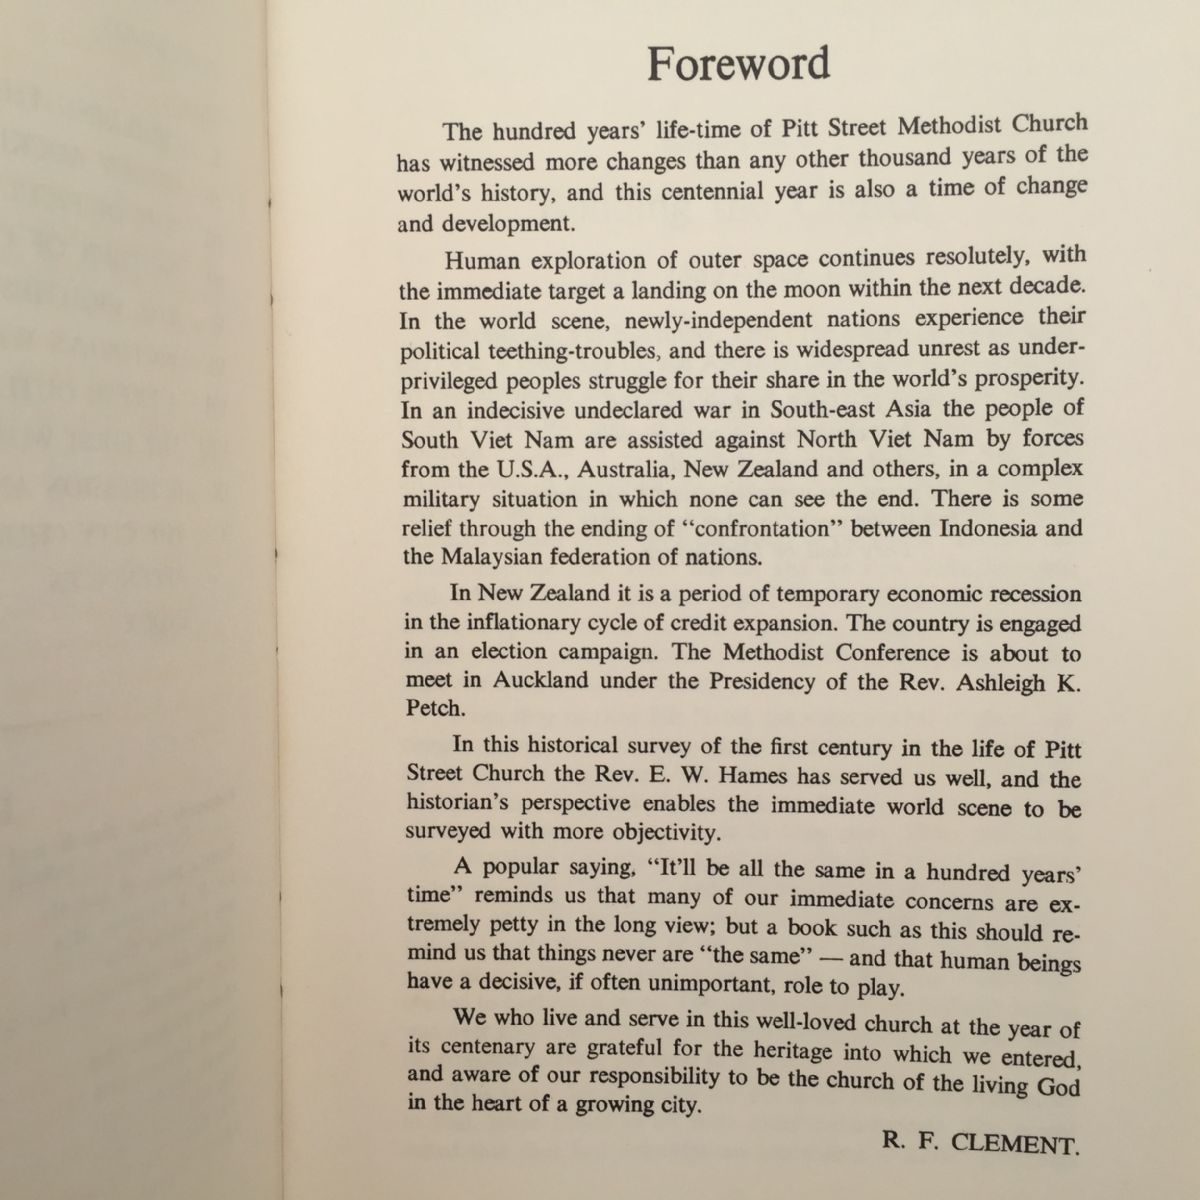 Foreword
The hundred years' life-time of Pitt Street Methodist Church
has witnessed more changes than any other thousand years of the
world's history, and this centennial year is also a time of change
and development.
Human exploration of outer space continues resolutely, with
the immediate target a landing on the moon within the next decade.
In the world scene, newly-independent nations experience their
political teething-troubles, and there is widespread unrest as under-
privileged peoples struggle for their share in the world's prosperity.
In an indecisive undeclared war in South-east Asia the people of
South Viet Nam are assisted against North Viet Nam by forces
from the U.S.A., Australia, New Zealand and others, in a complex
military situation in which none can see the end. There is some
relief through the ending of “confrontation” between Indonesia and
the Malaysian federation of nations.
In New Zealand it is a period of temporary economic recession
in the inflationary cycle of credit expansion. The country is engaged
in an election campaign. The Methodist Conference is about to
meet in Auckland under the Presidency of the Rev. Ashleigh K.
Petch.
In this historical survey of the first century in the life of Pitt
Street Church the Rev. E. W. Hames has served us well, and the
historian's perspective enables the immediate world scene to be
surveyed with more objectivity.
A popular saying, “It'll be all the same in a hundred years'
time” reminds us that many of our immediate concerns are ex-
tremely petty in the long view; but a book such as this should re-
mind us that things never are “the same” — and that human beings
have a decisive, if often unimportant, role to play.
We who live and serve in this well-loved church at the year of
its centenary are grateful for the heritage into which we entered,
and aware of our responsibility to be the church of the living God
in the heart of a growing city.
R. F. CLEMENT.